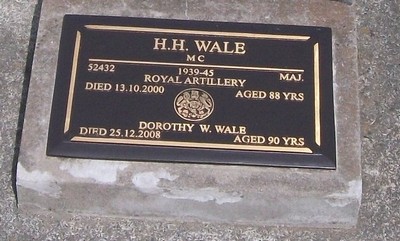 H.H. WALE
M C
52432 1939-45 MAJ.
ROYAL ARTILLERY
DIED 13.10.2000 AGED 88 YRS
DOROTHY W. WALE
DIED 25.12.2008 AGED 90 YRS